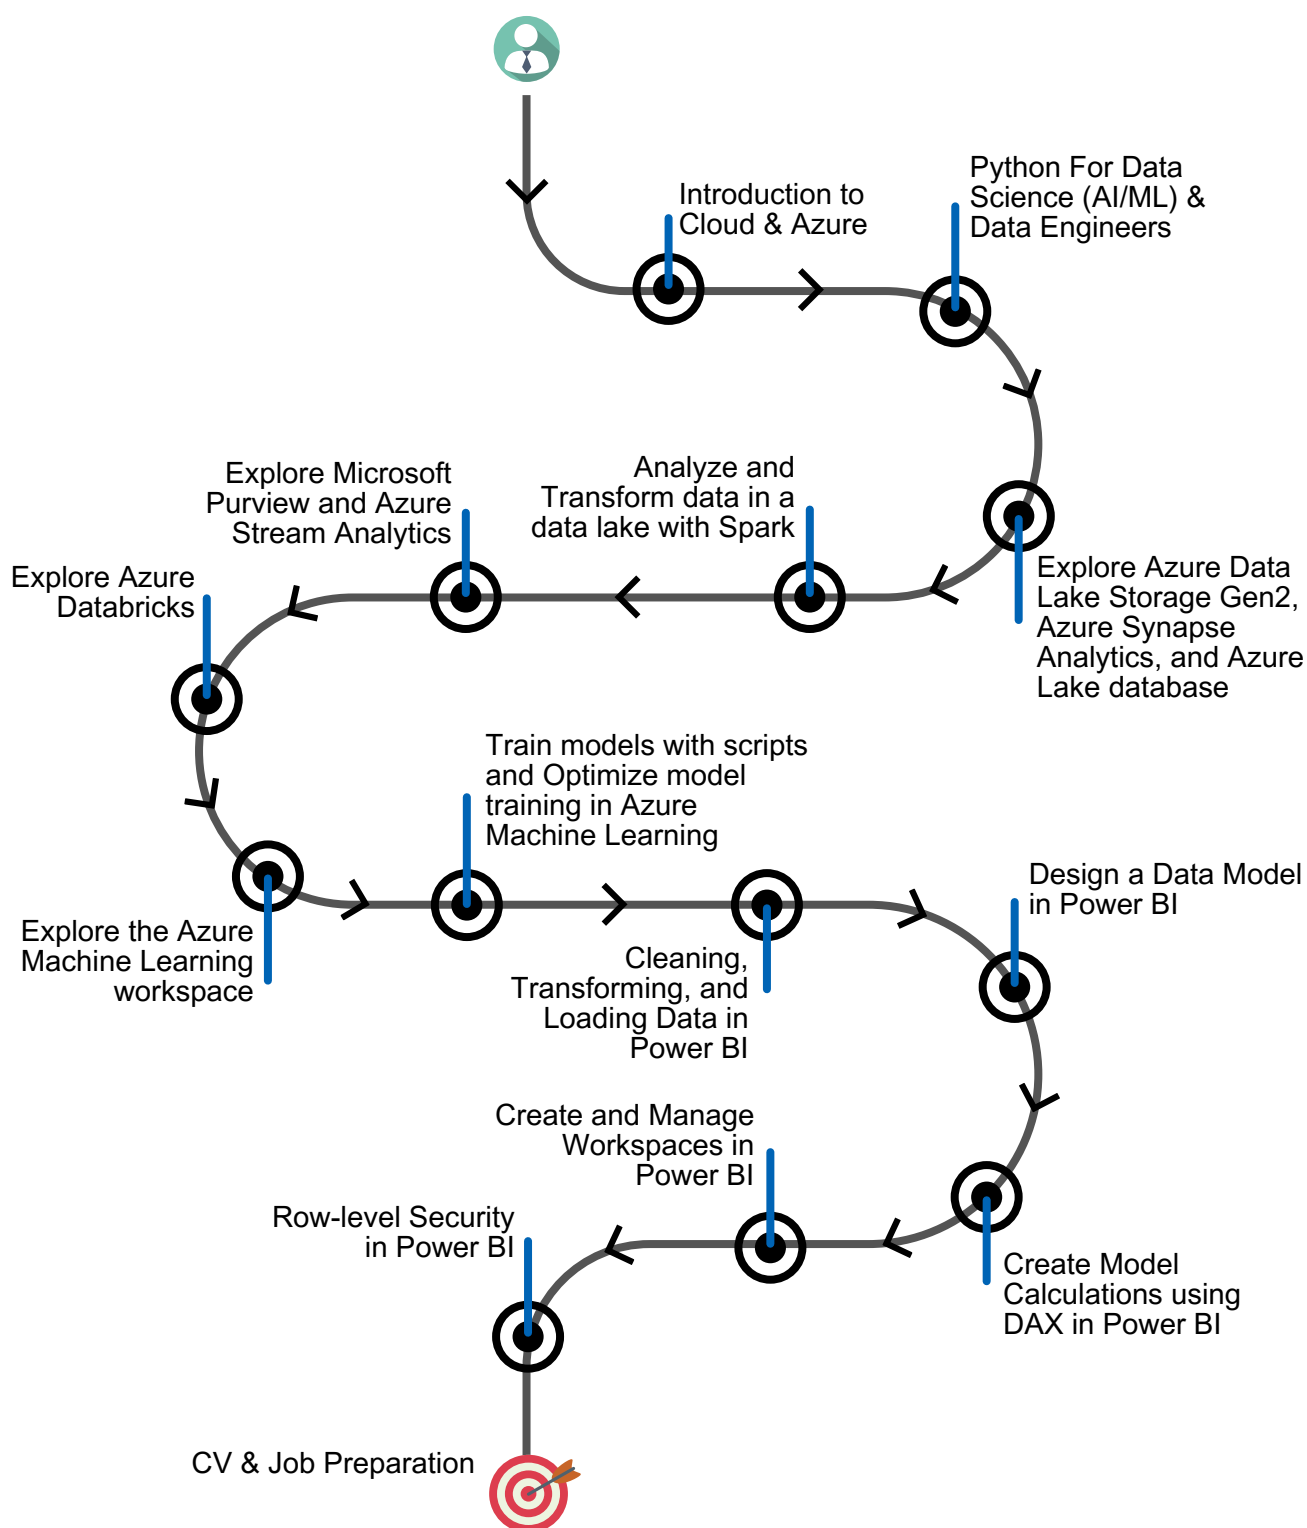 Introduction to
Cloud & Azure
Python For Data
Science (AI/ML) &
Data Engineers
Explore Azure Data
Lake Storage Gen2,
Azure Synapse
Analytics, and Azure
Lake database
Analyze and
Transform data in a
data lake with Spark
Explore Microsoft
Purview and Azure
Stream Analytics
Explore Azure
Databricks
Explore the Azure
Machine Learning
workspace
Train models with scripts
and Optimize model
training in Azure
Machine Learning
Cleaning,
Transforming, and
Loading Data in
Power BI
Design a Data Model
in Power BI
Create Model
Calculations using
DAX in Power BI
Create and Manage
Workspaces in
Power BI
Row-level Security
in Power BI
CV & Job Preparation